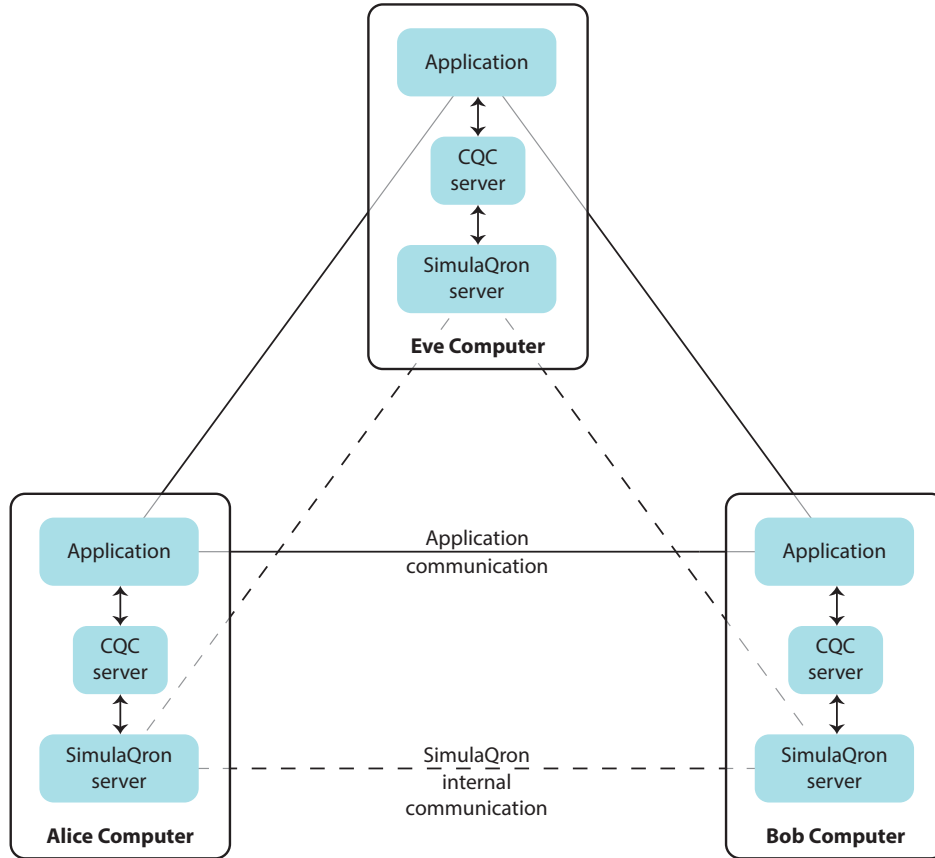 Application
CQC
server
SimulaQron
server
Eve Computer
Application
CQC
server
SimulaQron
server
Alice Computer
Application
communication
SimulaQron
internal
communication
Application
CQC
server
SimulaQron
server
Bob Computer